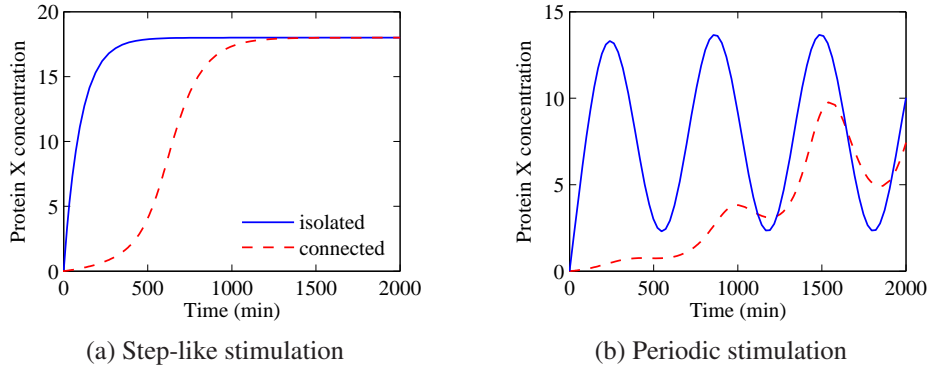 20
15
10
5
0
0
500
1000
1500
2000
Protein X concentration
Time (min)
isolated
connected
(a) Step-like stimulation
15
10
5
0
0
500
1000
1500
2000
Protein X concentration
Time (min)
(b) Periodic stimulation